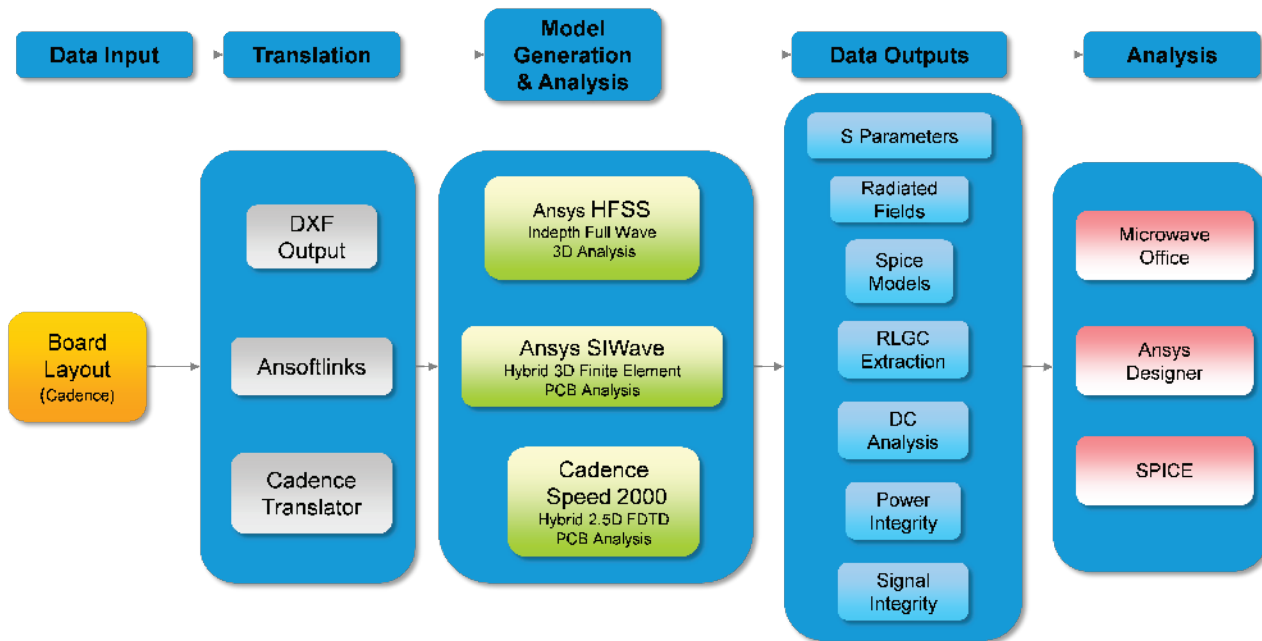 Data Input
Translation
Model
Generation
& Analysis
Data Outputs
Analysis
Board
Layout
(Cadence)
DXF
Output
Ansoftlinks
Cadence
Translator
Ansys HFSS
Indepth Full Wave
3D Analysis
Ansys SIWave
Hybrid 3D Finite Element
PCB Analysis
Cadence
Speed 2000
Hybrid 2.5D FDTD
PCB Analysis
S Parameters
Radiated
Fields
Spice
Models
RLGC
Extraction
DC
Analysis
Power
Integrity
Signal
Integrity
Microwave
Office
Ansys
Designer
SPICE